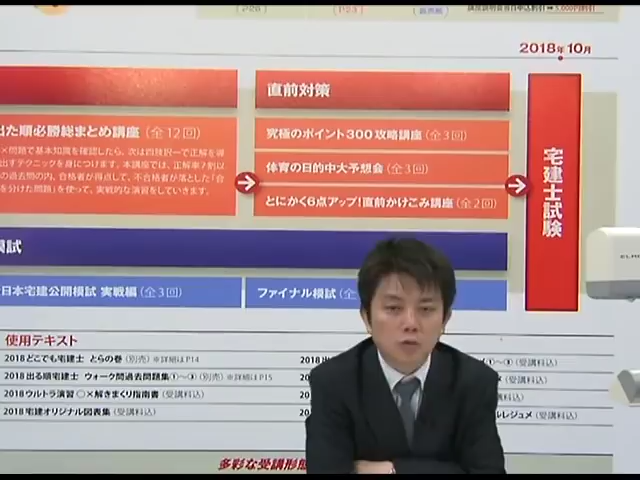 2018年10月
直前対策
出た順必勝総まとめ講座(全12回)
×問題で基本知識を確認したら、次は四肢択一で正解を導
出すテクニックを身につけます。本講座では、正解率7割以
の過去問の内、合格者が得点して、不合格者が落とした「合
を分けた問題」を使って、実戦的な演習をしていきます。
究極のポイント300攻略講座(全3回)
体育の日的中大予想会(全3回)
とにかく6点アップ!直前かけこみ講座(全2回)
宅建士試験
模試
日本宅建公開模試 実戦編(全3回)
ファイナル模試(全
使用テキスト
2018どこでも宅建士 とらの巻(別売)※詳細はP14
2018出る順宅建士 ウォーク問過去問題集①~③(別売)※詳細はP15
2018ウルトラ演習○×解きまくり指南書(受講料込)
2018宅建オリジナル図表集(受講料込)
①~③(受講料込)
(受講料込)
ルレジュメ(受講料込)
多彩な受講形態